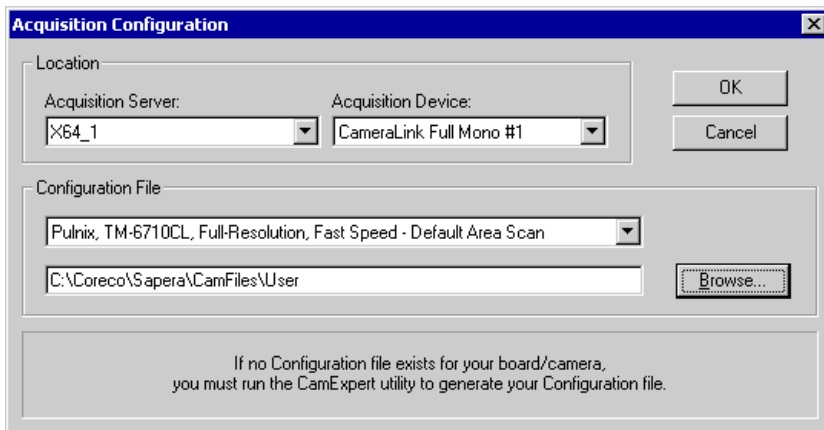 Acquisition Configuration
Location
Acquisition Server:
Acquisition Device:
X64_1
CameraLink Full Mono #1
OK
Cancel
Configuration File
Pulnix, TM-6710CL, Full-Resolution, Fast Speed - Default Area Scan
C:\Coreco\Sapera\CamFiles\User
Browse...
If no Configuration file exists for your board/camera,
you must run the CamExpert utility to generate your Configuration file.